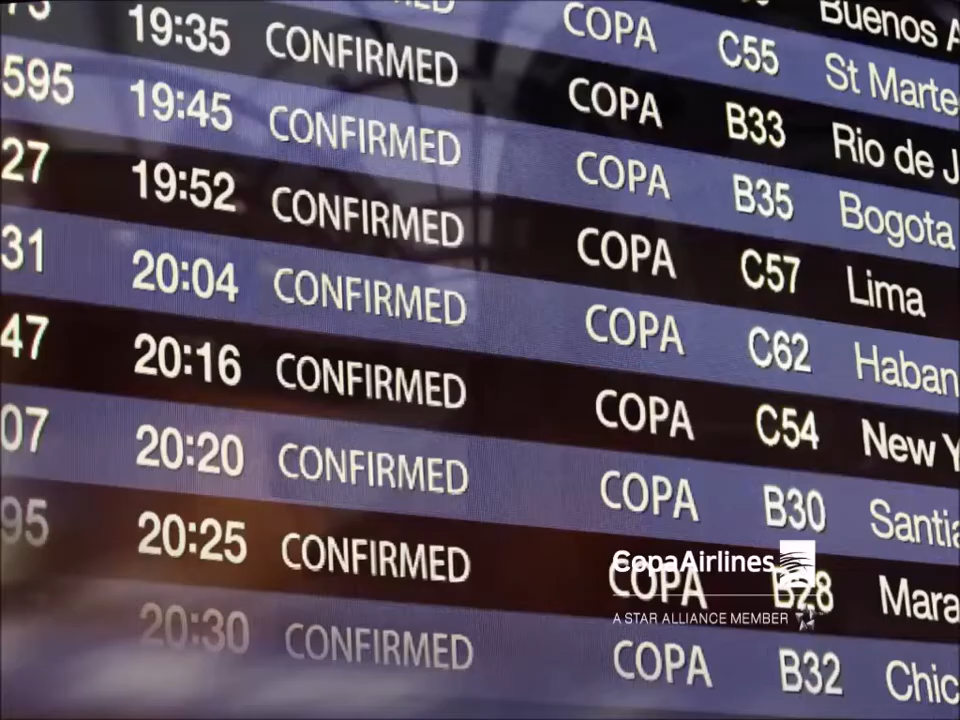 Buenos A
COPA C55 St Marte
19:35 CONFIRMED COPA B33 Rio de J
595 19:45 CONFIRMED COPA B35 Bogota
27 19:52 CONFIRMED COPA C57 Lima
31 20:04 CONFIRMED COPA C62 Haban
47 20:16 CONFIRMED COPA C54 New Y
07 20:20 CONFIRMED COPA B30 Santia
95 20:25 CONFIRMED COPA B28 Mara
20:30 CONFIRMED COPA B32 Chic
CopaAirlines
A STAR ALLIANCE MEMBER